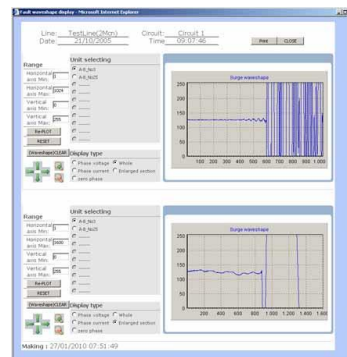 Fault waveshape display - Microsoft Internet Explorer
Line: TestLine(2Mcn) Circuit: Circuit 1
Date 21/10/2005 Time 09:07:46 Print CLOSE
Range
Unit selecting
Horizontal axis Min:
Horizontal axis Max:
Vertical axis Min:
Vertical axis Max:
Re-PLOT
RESET
(Waveshape)CLEAR
Display type
Phase voltage Whole
Phase current Enlarged section
zero phase
Surge waveshape
250
200
150
100
50
0
100 200 300 400 500 600 700 800 900 1.000
Range
Unit selecting
Horizontal axis Min:
Horizontal axis Max:
Vertical axis Min:
Vertical axis Max:
Re-PLOT
RESET
(Waveshape)CLEAR
Display type
Phase voltage Whole
Phase current Enlarged section
zero phase
Surge waveshape
250
200
150
100
50
0
200 400 600 800 1.000 1.200 1.400 1.600
Making : 27/01/2010 07:51:49